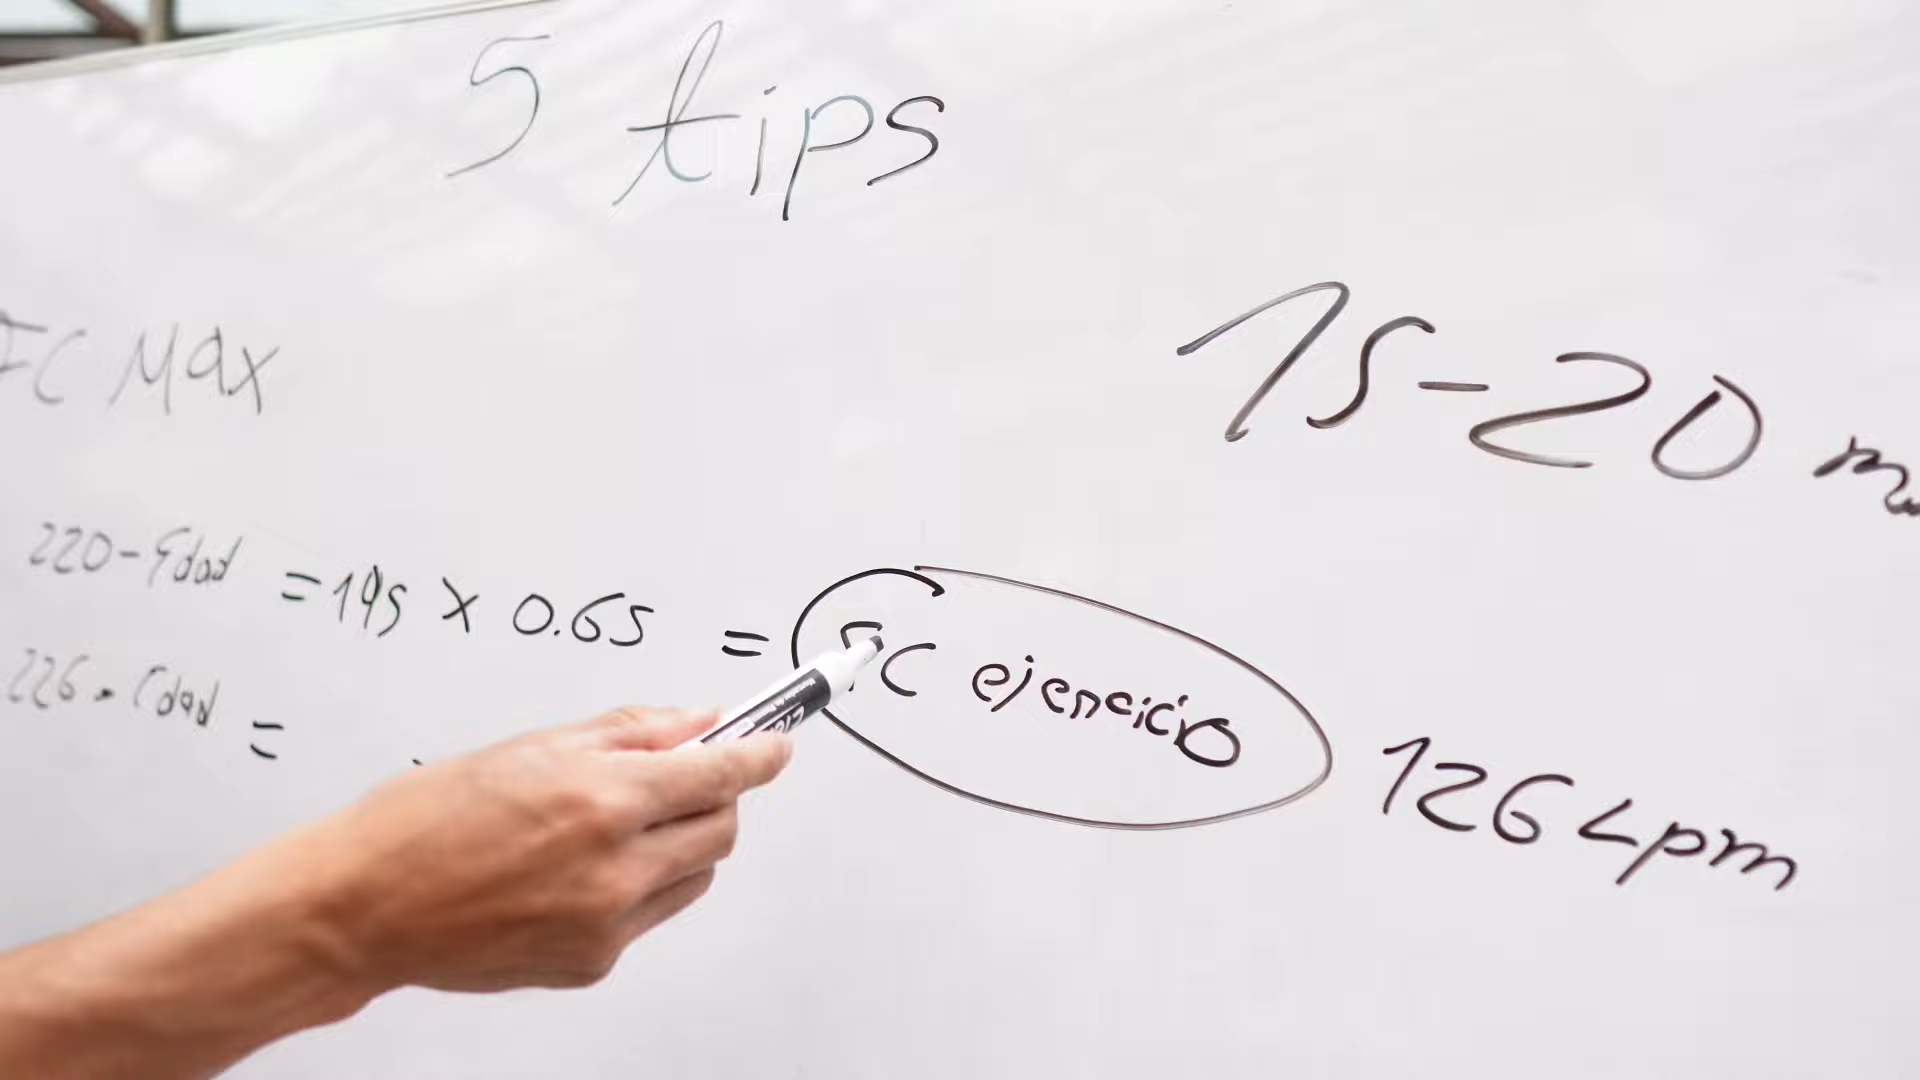 5 tips
FC Max
15-20
220-Edad = 195 x 0.65 = FC ejercicio
226-Edad =
126 Lpm